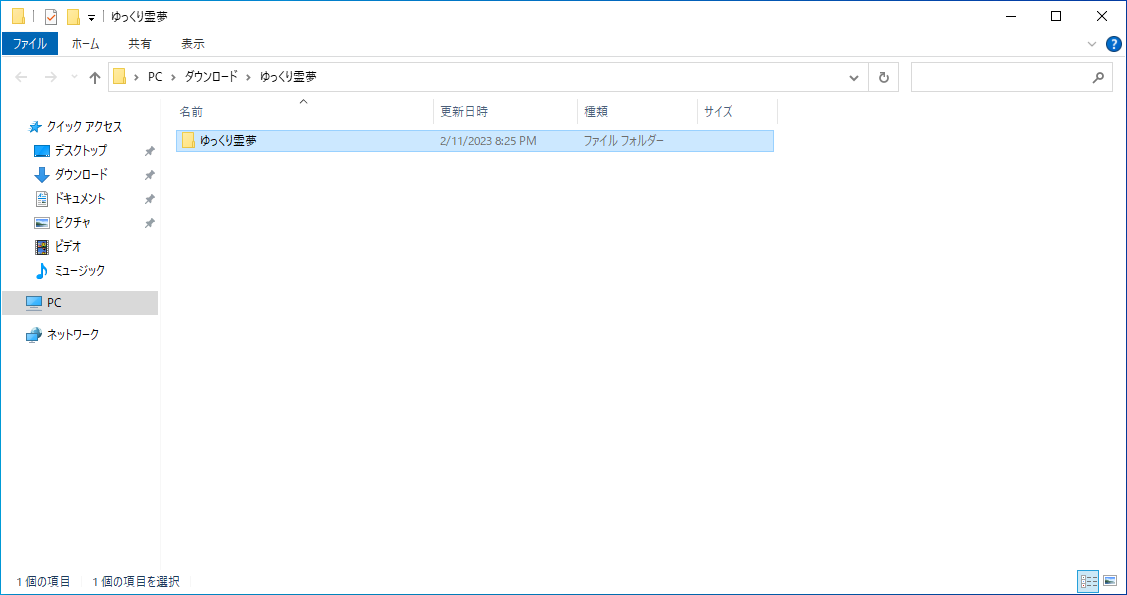 ゆっくり霊夢
ファイル ホーム 共有 表示
PC > ダウンロード > ゆっくり霊夢
名前 更新日時 種類 サイズ
ゆっくり霊夢 2/11/2023 8:25 PM ファイル フォルダー
クイック アクセス
デスクトップ
ダウンロード
ドキュメント
ピクチャ
ビデオ
ミュージック
PC
ネットワーク
1 個の項目 1 個の項目を選択